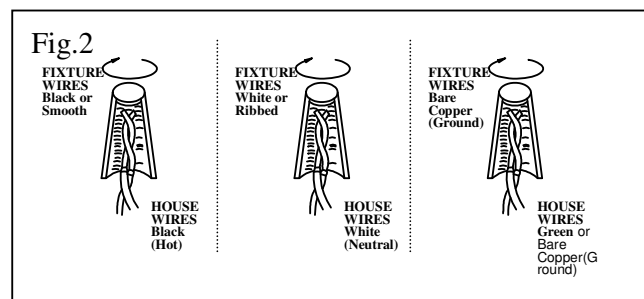 Fig.2
FIXTURE
WIRES
Black or
Smooth
HOUSE
WIRES
Black
(Hot)
FIXTURE
WIRES
White or
Ribbed
HOUSE
WIRES
White
(Neutral)
FIXTURE
WIRES
Bare
Copper
(Ground)
HOUSE
WIRES
Green or
Bare
Copper(G
round)